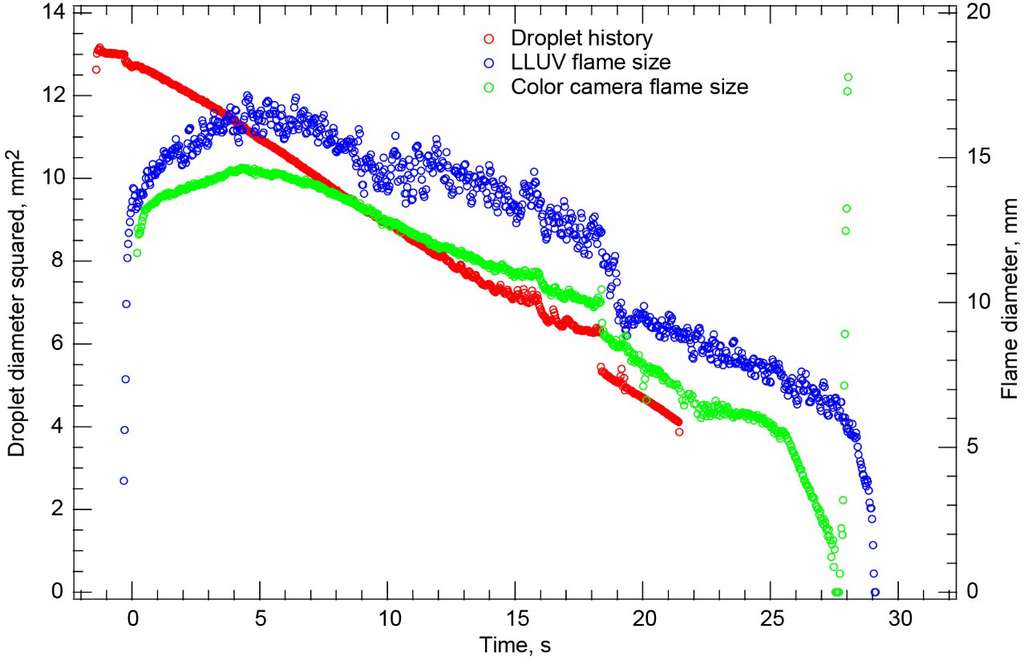 14
12
10
8
6
4
2
0
Droplet diameter squared, mm2
Droplet history
LLUV flame size
Color camera flame size
20
15
10
5
0
Flame diameter, mm
0 5 10 15 20 25 30
Time, s